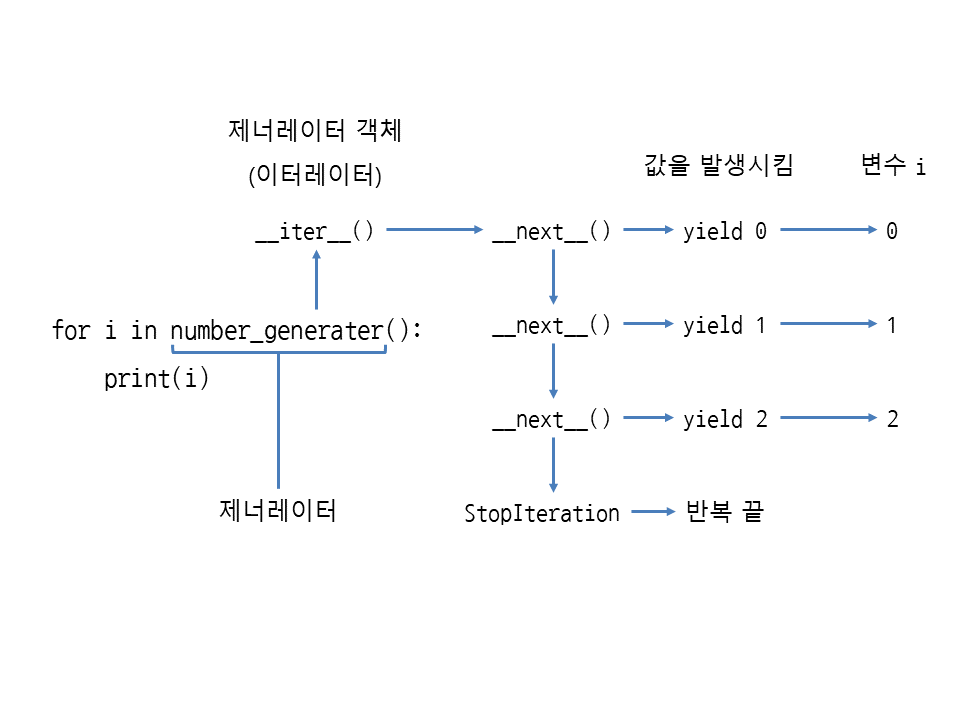 제너레이터 객체
(이터레이터)
값을 발생시킴
변수 i
__iter__()
__next__()
yield 0
0
for i in number_generater():
print(i)
__next__()
yield 1
1
__next__()
yield 2
2
제너레이터
StopIteration
반복 끝